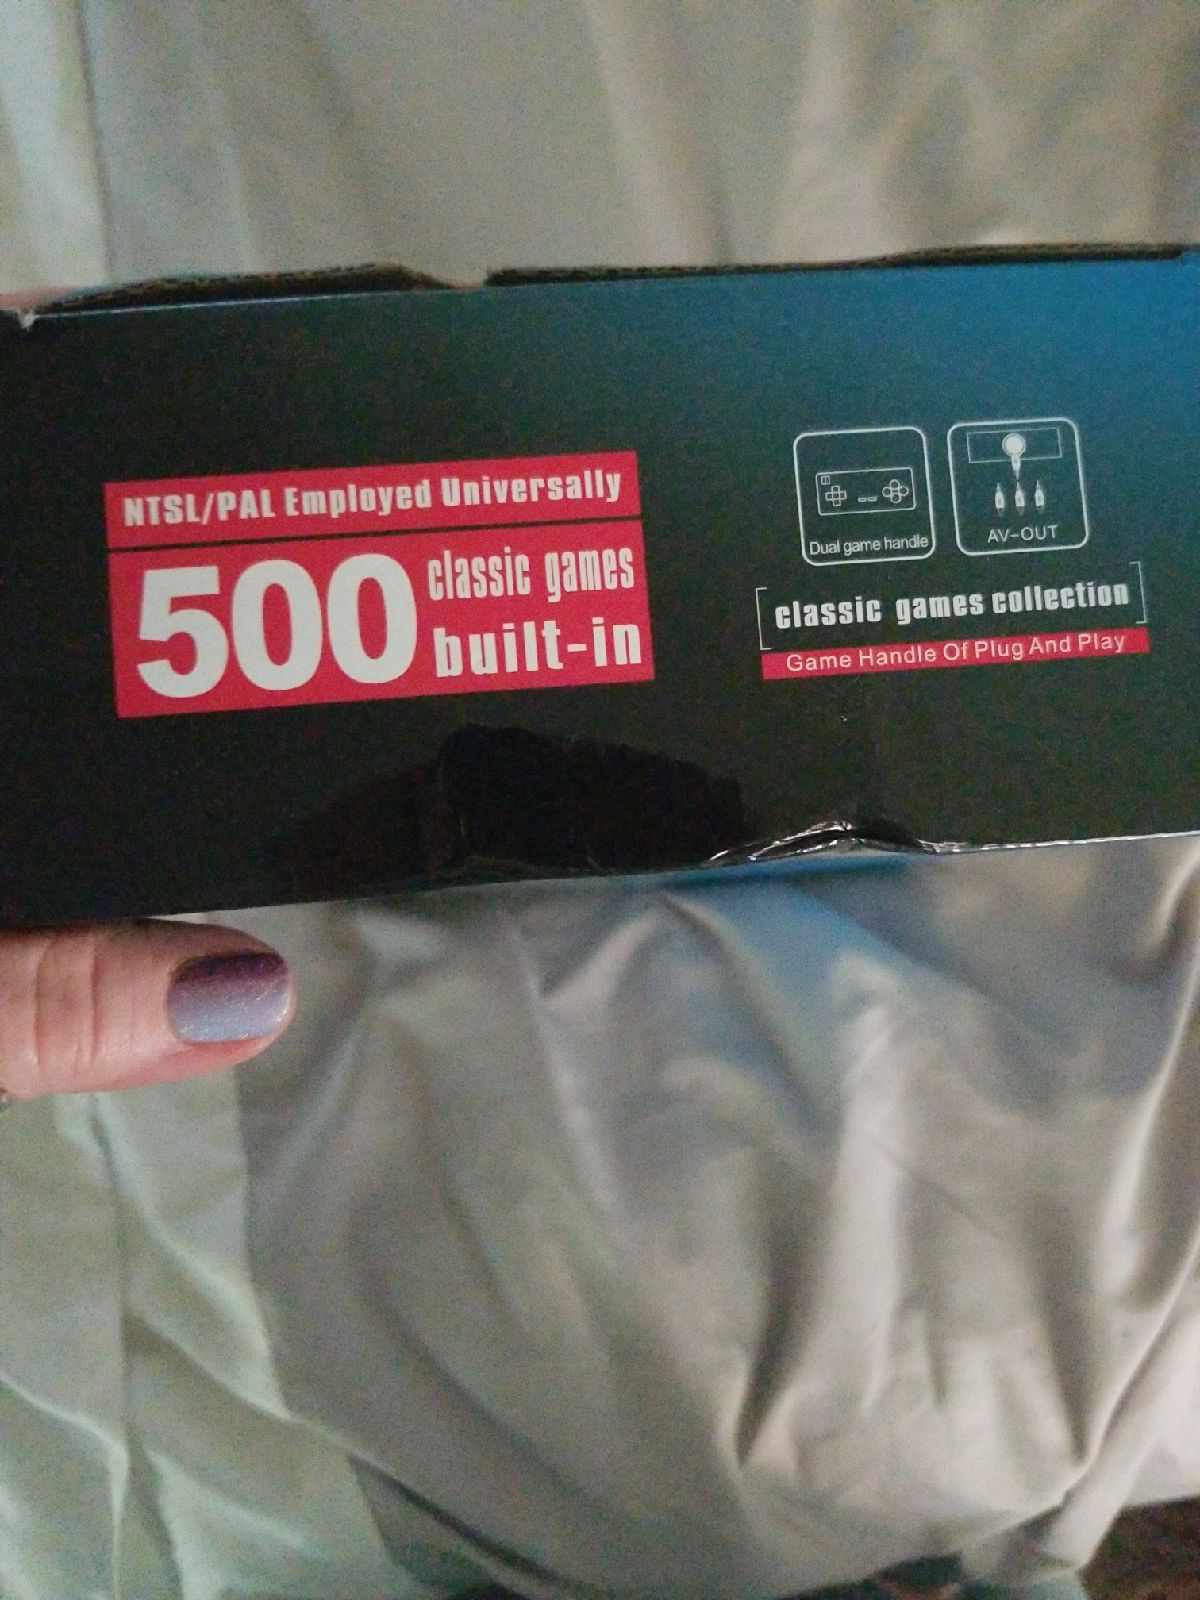 NTSL/PAL Employed Universally
500 classic games
built-in
Dual game handle
AV-OUT
classic games collection
Game Handle Of Plug And Play